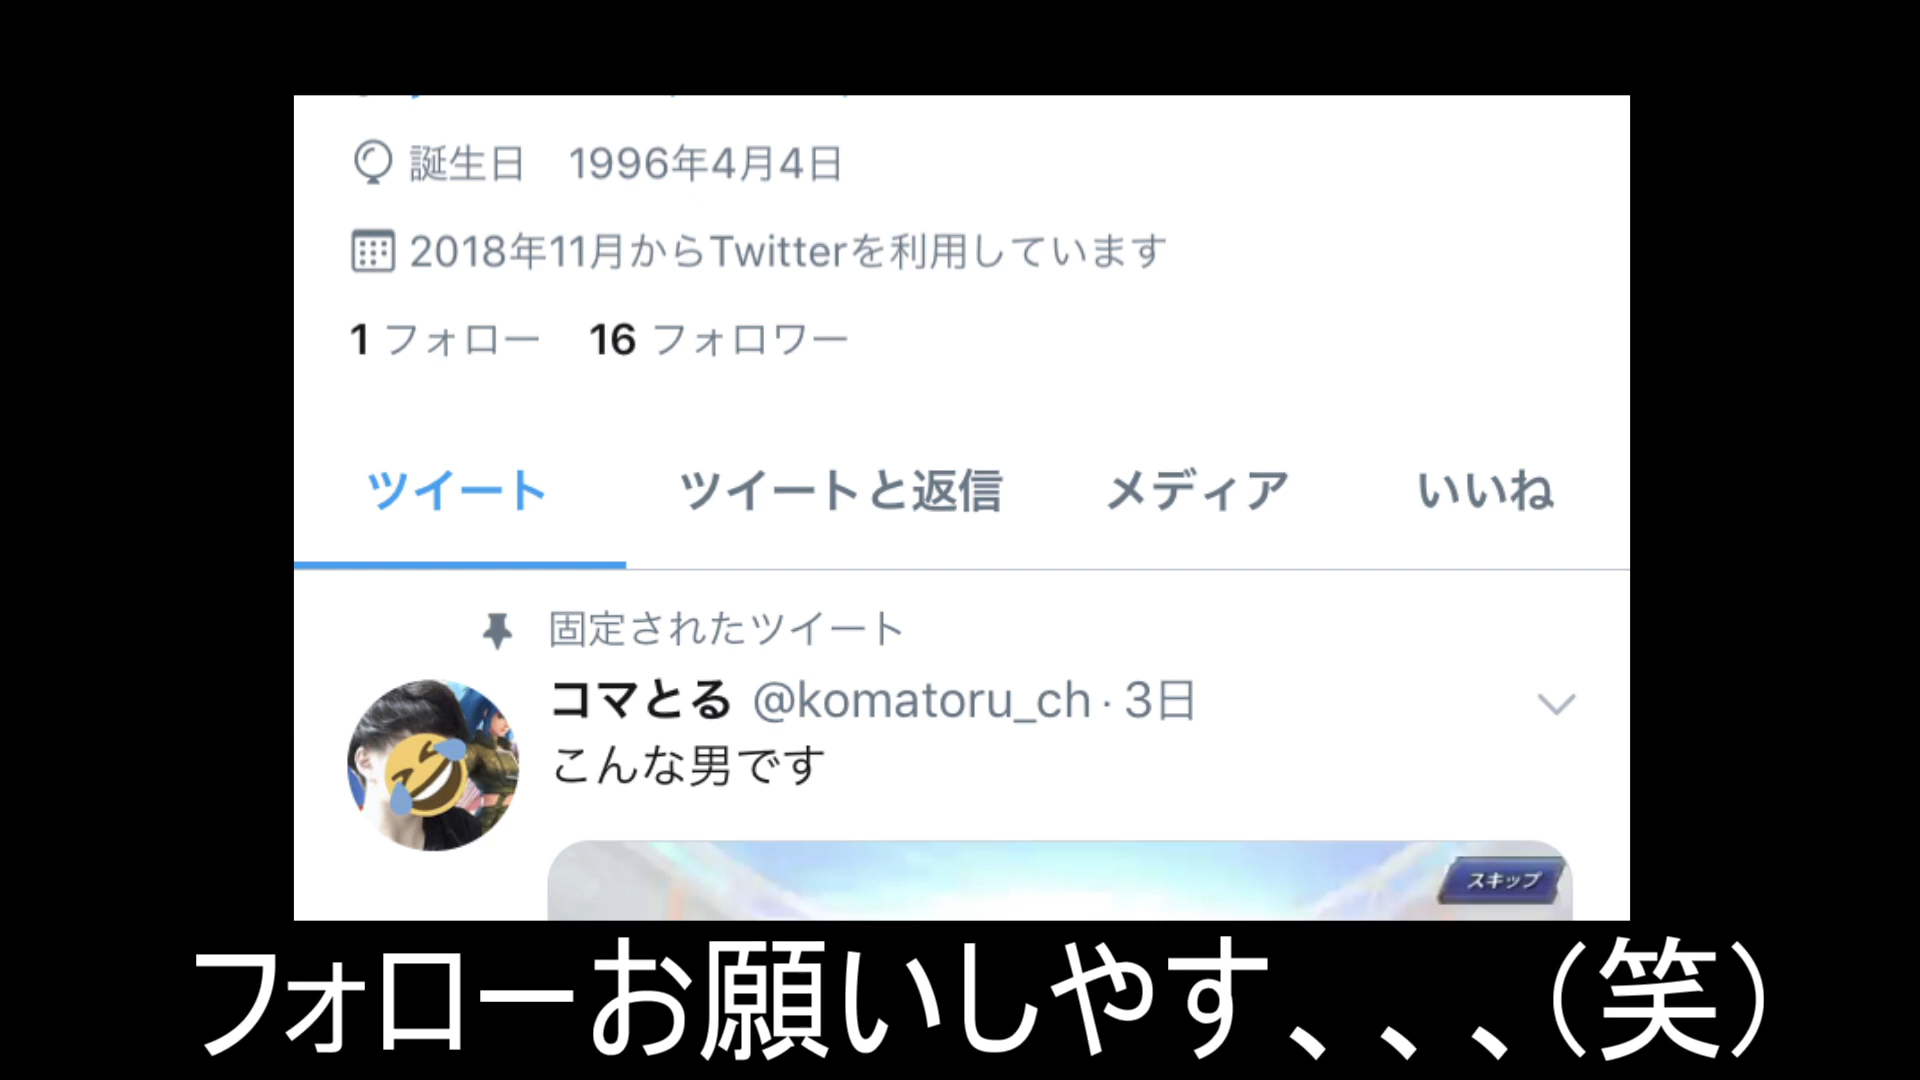 誕生日 1996年4月4日
2018年11月からTwitterを利用しています
1 フォロー 16 フォロワー
ツイート ツイートと返信 メディア いいね
固定されたツイート
コマとる @komatoru_ch · 3日
こんな男です
スキップ
フォローお願いしやす、、、（笑）